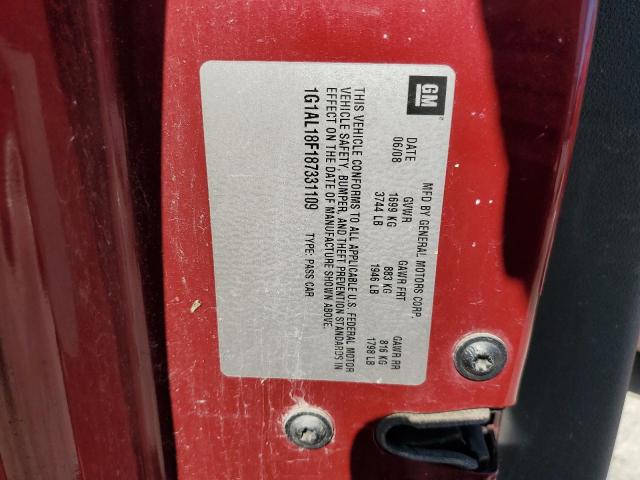 GM
MFD BY GENERAL MOTORS CORP.
DATE GVWR GAWR FRT GAWR RR
06/08 1699 KG 883 KG 816 KG
3744 LB 1946 LB 1798 LB
THIS VEHICLE CONFORMS TO ALL APPLICABLE U.S. FEDERAL MOTOR
VEHICLE SAFETY, BUMPER, AND THEFT PREVENTION STANDARDS IN
EFFECT ON THE DATE OF MANUFACTURE SHOWN ABOVE.
1G1AL18F187331109 TYPE: PASS CAR